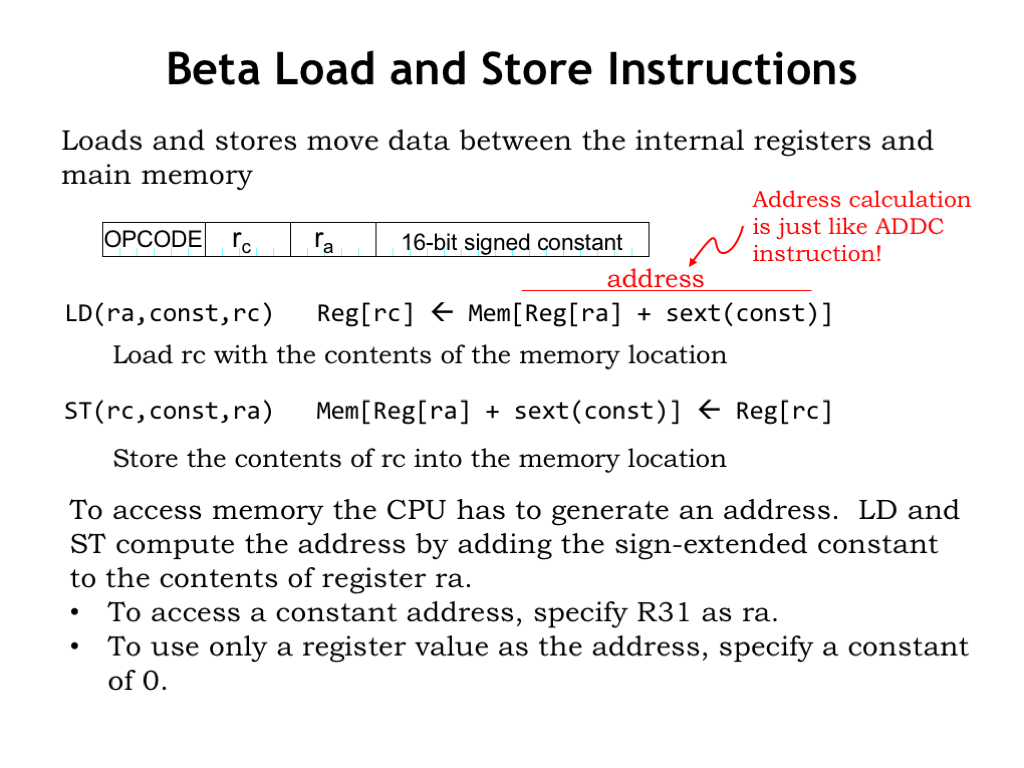 Beta Load and Store Instructions
Loads and stores move data between the internal registers and
main memory
Address calculation
is just like ADDC
instruction!
OPCODE rc ra 16-bit signed constant
address
LD(ra,const,rc) Reg[rc] ← Mem[Reg[ra] + sext(const)]
Load rc with the contents of the memory location
ST(rc,const,ra) Mem[Reg[ra] + sext(const)] ← Reg[rc]
Store the contents of rc into the memory location
To access memory the CPU has to generate an address. LD and
ST compute the address by adding the sign-extended constant
to the contents of register ra.
• To access a constant address, specify R31 as ra.
• To use only a register value as the address, specify a constant
of 0.